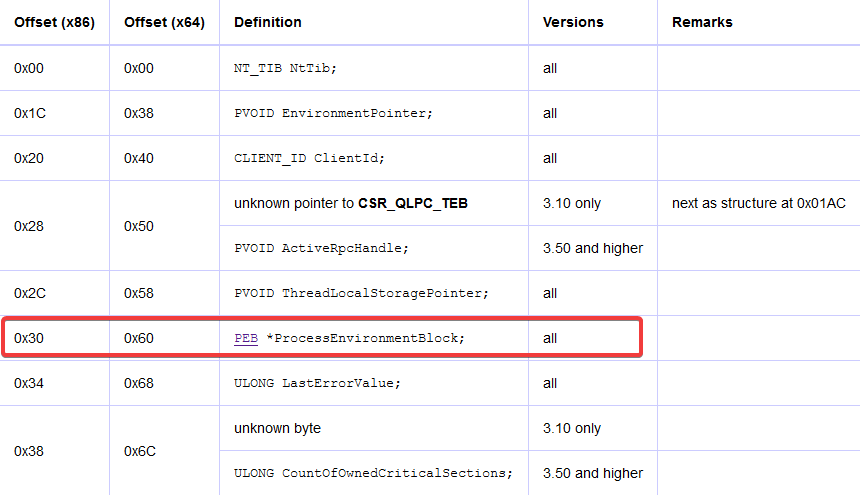 Offset (x86) Offset (x64) Definition Versions Remarks
0x00 0x00 NT_TIB NtTib; all
0x1C 0x38 PVOID EnvironmentPointer; all
0x20 0x40 CLIENT_ID ClientId; all
0x28 0x50 unknown pointer to CSR_QLPC_TEB 3.10 only next as structure at 0x01AC
PVOID ActiveRpcHandle; 3.50 and higher
0x2C 0x58 PVOID ThreadLocalStoragePointer; all
0x30 0x60 PEB *ProcessEnvironmentBlock; all
0x34 0x68 ULONG LastErrorValue; all
0x38 0x6C unknown byte 3.10 only
ULONG CountOfOwnedCriticalSections; 3.50 and higher